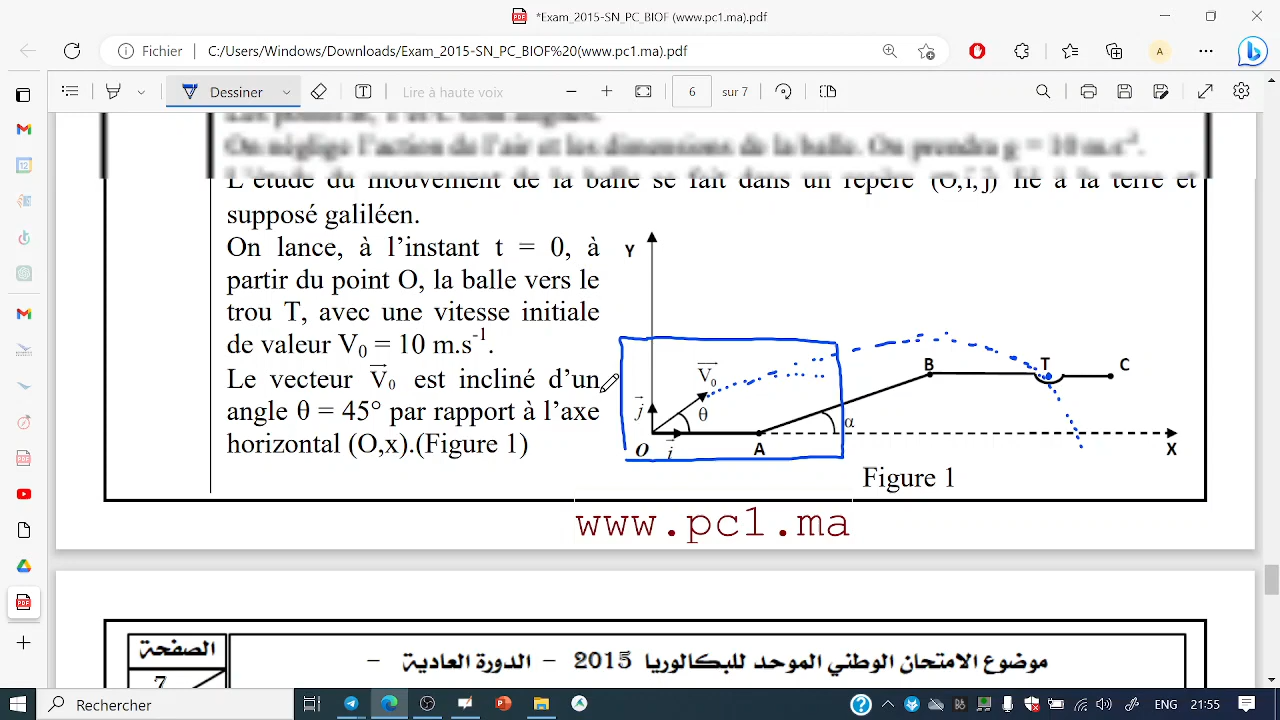 *Exam_2015-SN_PC_BIOF (www.pc1.ma).pdf
Fichier
C:/Users/Windows/Downloads/Exam_2015-SN_PC_BIOF%20(www.pc1.ma).pdf
A
Dessiner
Lire à haute voix
6
sur 7
On néglige l'action de l'air et les dimensions de la balle. On prendra g = 10 m.s⁻².
L'étude du mouvement de la balle se fait dans un repère (O,i,j) lié à la terre et
supposé galiléen.
On lance, à l'instant t = 0, à
partir du point O, la balle vers le
trou T, avec une vitesse initiale
de valeur V₀ = 10 m.s⁻¹.
Le vecteur V₀ est incliné d'un
angle θ = 45° par rapport à l'axe
horizontal (O,x).(Figure 1)
Y
V₀
B
T
C
j
θ
α
O
i
A
X
Figure 1
www.pc1.ma
الصفحة
7
موضوع الامتحان الوطني الموحد للبكالوريا 2015 – الدورة العادية –
Rechercher
ENG
21:55